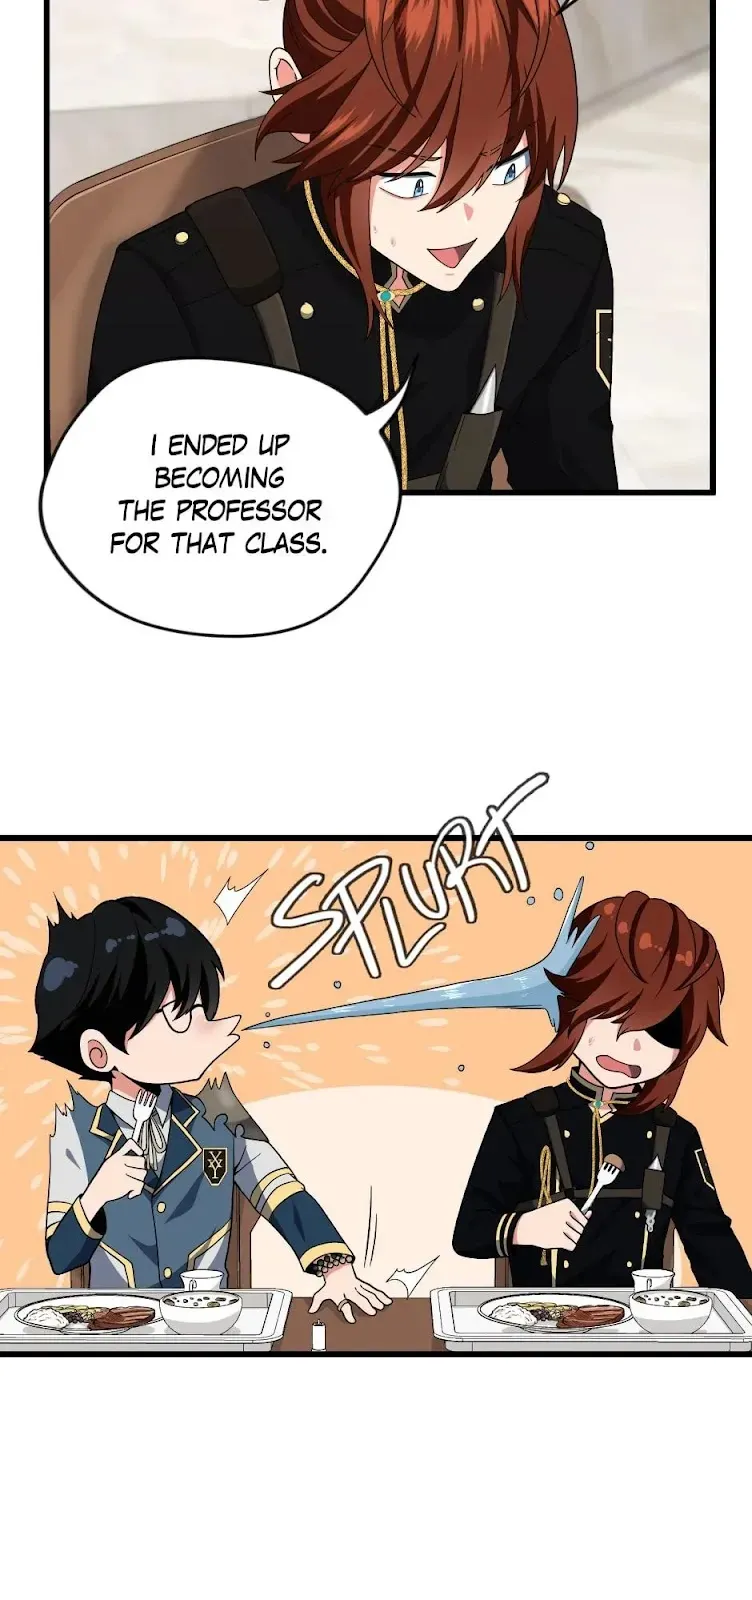 I ENDED UP
BECOMING
THE PROFESSOR
FOR THAT CLASS.
SPLURT